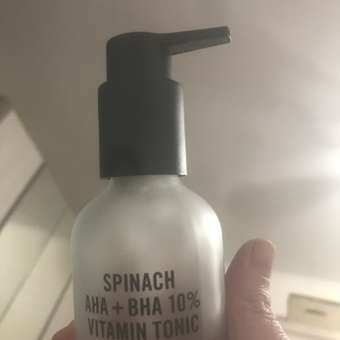 SPINACH
AHA + BHA 10%
VITAMIN TONIC